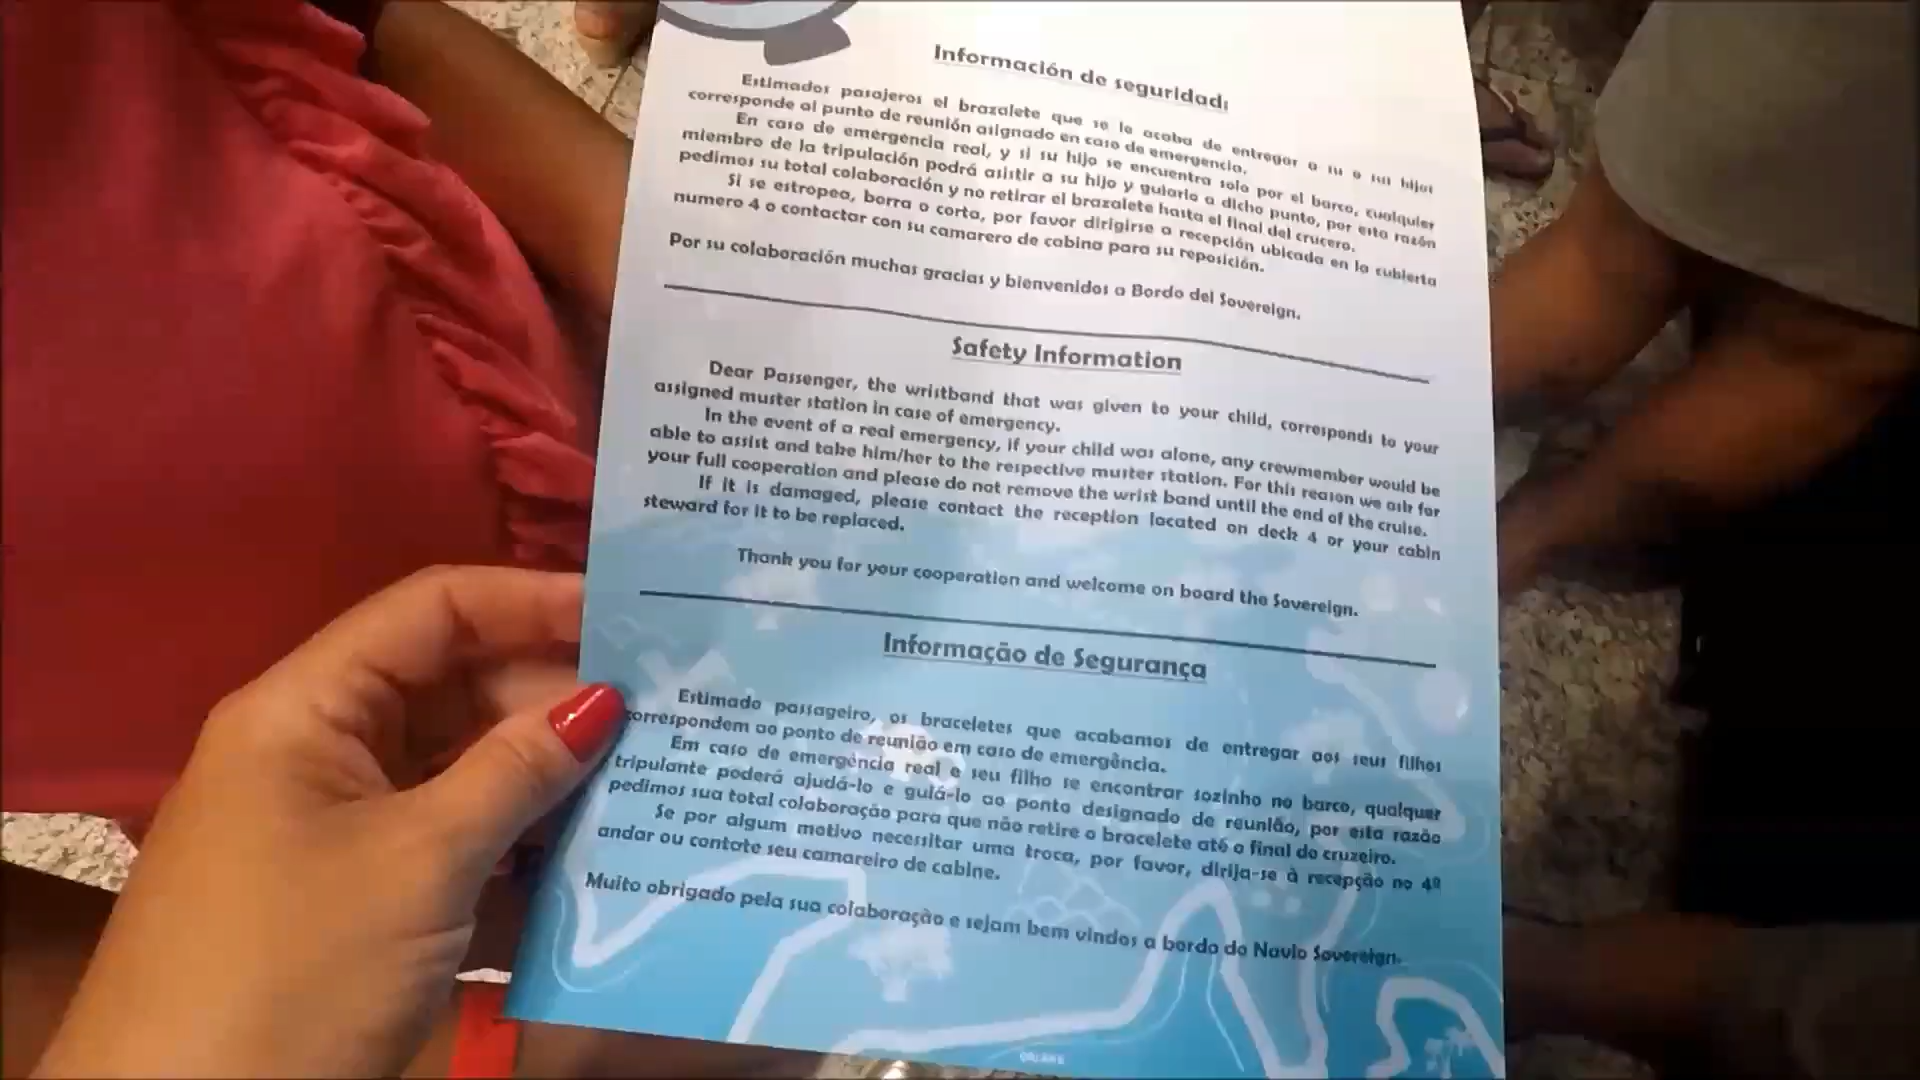 Información de seguridad:
Estimados pasajeros el brazalete que se le acaba de entregar a su o sus hijos
corresponde al punto de reunión asignado en caso de emergencia.
En caso de emergencia real, y si su hijo se encuentra solo por el barco, cualquier
miembro de la tripulación podrá asistir a su hijo y guiarlo a dicho punto, por esta razón
pedimos su total colaboración y no retirar el brazalete hasta el final del crucero.
Si se estropea, borra o corta, por favor dirigirse a recepción ubicada en la cubierta
numero 4 o contactar con su camarero de cabina para su reposición.
Por su colaboración muchas gracias y bienvenidos a Bordo del Sovereign.
Safety Information
Dear Passenger, the wristband that was given to your child, corresponds to your
assigned muster station in case of emergency.
In the event of a real emergency, if your child was alone, any crewmember would be
able to assist and take him/her to the respective muster station. For this reason we ask for
your full cooperation and please do not remove the wrist band until the end of the cruise.
If it is damaged, please contact the reception located on deck 4 or your cabin
steward for it to be replaced.
Thank you for your cooperation and welcome on board the Sovereign.
Informação de Segurança
Estimado passageiro, os braceletes que acabamos de entregar aos seus filhos
correspondem ao ponto de reunião em caso de emergência.
Em caso de emergência real e seu filho se encontrar sozinho no barco, qualquer
tripulante poderá ajudá-lo e guiá-lo ao ponto designado de reunião, por esta razão
pedimos sua total colaboração para que não retire o bracelete até o final do cruzeiro.
Se por algum motivo necessitar uma troca, por favor, dirija-se à recepção no 4º
andar ou contate seu camareiro de cabine.
Muito obrigado pela sua colaboração e sejam bem vindos a bordo do Navio Sovereign.